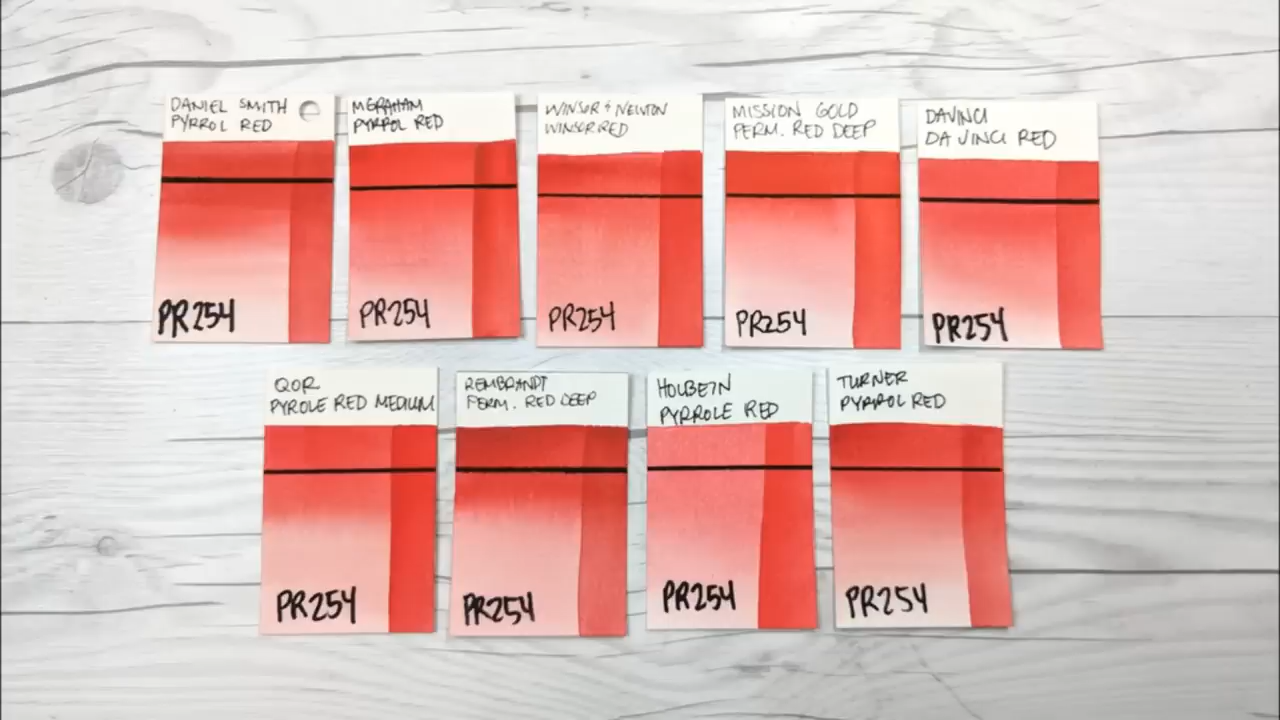 DANIEL SMITH
PYRROL RED
PR254
MGRAHAM
PYRROL RED
PR254
WINSOR & NEWTON
WINSOR RED
PR254
MISSION GOLD
PERM. RED DEEP
PR254
DAVINCI
DA VINCI RED
PR254
QOR
PYROLE RED MEDIUM
PR254
REMBRANDT
PERM. RED DEEP
PR254
HOLBEIN
PYRROLE RED
PR254
TURNER
PYRROL RED
PR254